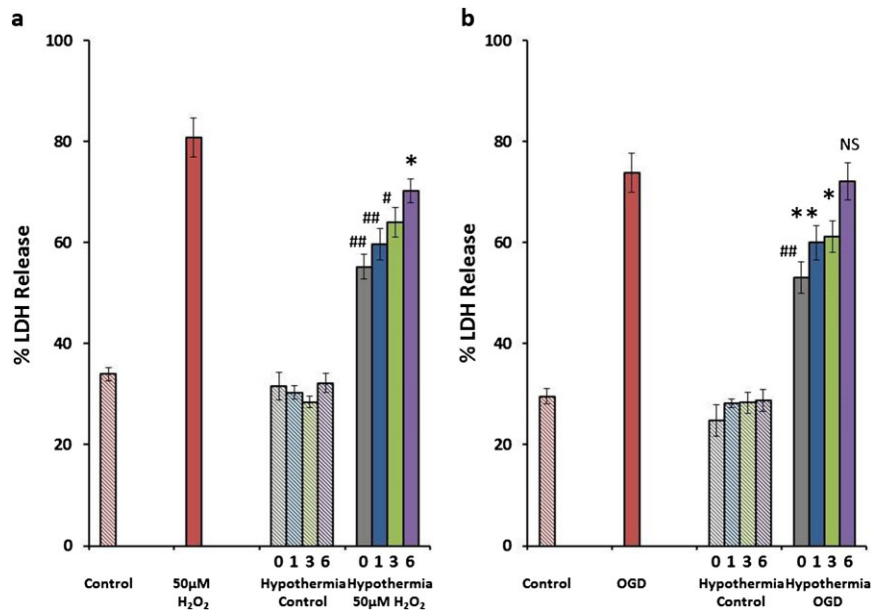 a
100
80
60
40
20
0
% LDH Release
##
##
#
*
0 1 3 6 0 1 3 6
Control 50µM Hypothermia Hypothermia
H₂O₂ Control 50µM H₂O₂
b
100
80
60
40
20
0
% LDH Release
##
**
*
NS
0 1 3 6 0 1 3 6
Control OGD Hypothermia Hypothermia
Control OGD